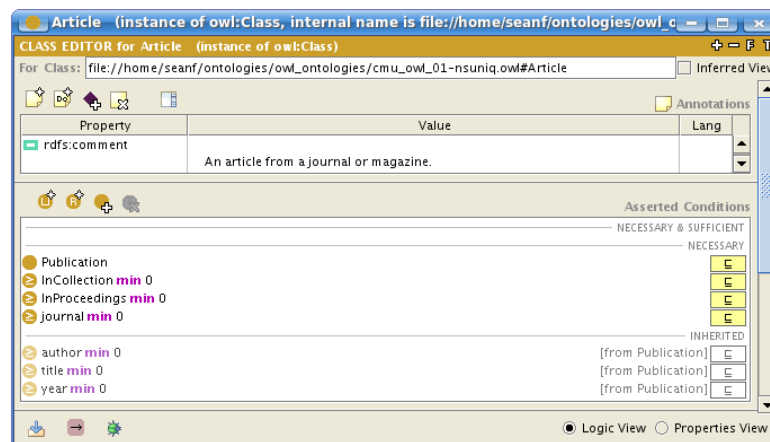 Article (instance of owl:Class, internal name is file://home/seanf/ontologies/owl_c
CLASS EDITOR for Article (instance of owl:Class) F T
For Class: file://home/seanf/ontologies/owl_ontologies/cmu_owl_01-nsuniq.owl#Article Inferred View
Annotations
Property Value Lang
rdfs:comment
An article from a journal or magazine.
Asserted Conditions
NECESSARY & SUFFICIENT
NECESSARY
Publication ⊑
≥ InCollection min 0 ⊑
≥ InProceedings min 0 ⊑
≥ journal min 0 ⊑
INHERITED
≥ author min 0 [from Publication] ⊑
≥ title min 0 [from Publication] ⊑
≥ year min 0 [from Publication] ⊑
Logic View Properties View